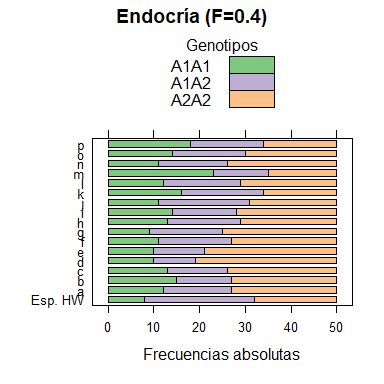 Endocría (F=0.4)
Genotipos
A1A1
A1A2
A2A2
p
o
n
m
l
k
j
i
h
g
f
e
d
c
b
a
Esp. HW
0 10 20 30 40 50
Frecuencias absolutas